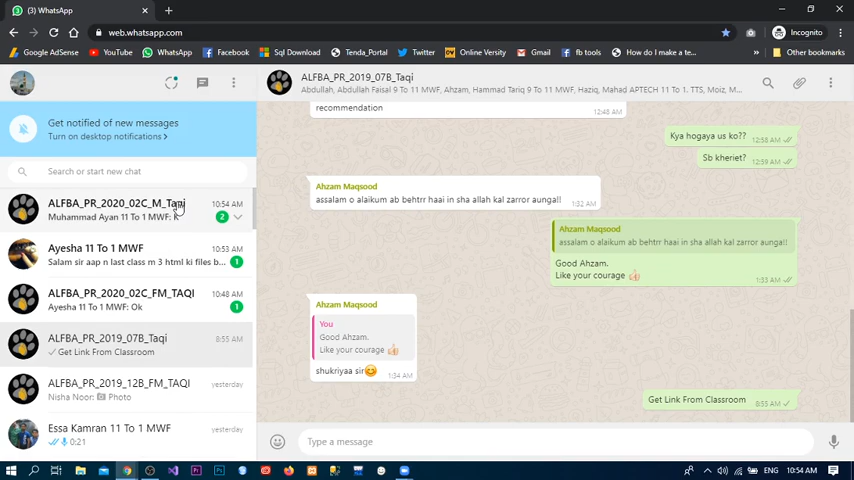 (3) WhatsApp
web.whatsapp.com
Incognito
Google AdSense
YouTube
WhatsApp
Facebook
Sql Download
Tenda_Portal
Twitter
Online Versity
Gmail
fb tools
How do I make a te...
Other bookmarks
Get notified of new messages
Turn on desktop notifications >
Search or start new chat
ALFBA_PR_2020_02C_M_Taqi
10:54 AM
Muhammad Ayan 11 To 1 MWF: K
2
Ayesha 11 To 1 MWF
10:53 AM
Salam sir aap n last class m 3 html ki files b...
1
ALFBA_PR_2020_02C_FM_TAQI
10:48 AM
Ayesha 11 To 1 MWF: Ok
1
ALFBA_PR_2019_07B_Taqi
8:55 AM
Get Link From Classroom
ALFBA_PR_2019_12B_FM_TAQI
yesterday
Nisha Noor: Photo
Essa Kamran 11 To 1 MWF
yesterday
0:21
ALFBA_PR_2019_07B_Taqi
Abdullah, Abdullah Faisal 9 To 11 MWF, Ahzam, Hammad Tariq 9 To 11 MWF, Haziq, Mahad APTECH 11 To 1. TTS, Moiz, M...
recommendation
12:48 AM
Kya hogaya us ko??
12:58 AM
Sb kheriet?
12:59 AM
Ahzam Maqsood
assalam o alaikum ab behtrr haai in sha allah kal zarror aunga!!
1:32 AM
Ahzam Maqsood
assalam o alaikum ab behtrr haai in sha allah kal zarror aunga!!
Good Ahzam.
Like your courage 👍
1:33 AM
Ahzam Maqsood
You
Good Ahzam.
Like your courage 👍
shukriyaa sir😊
1:34 AM
Get Link From Classroom
8:55 AM
Type a message
ENG
10:54 AM